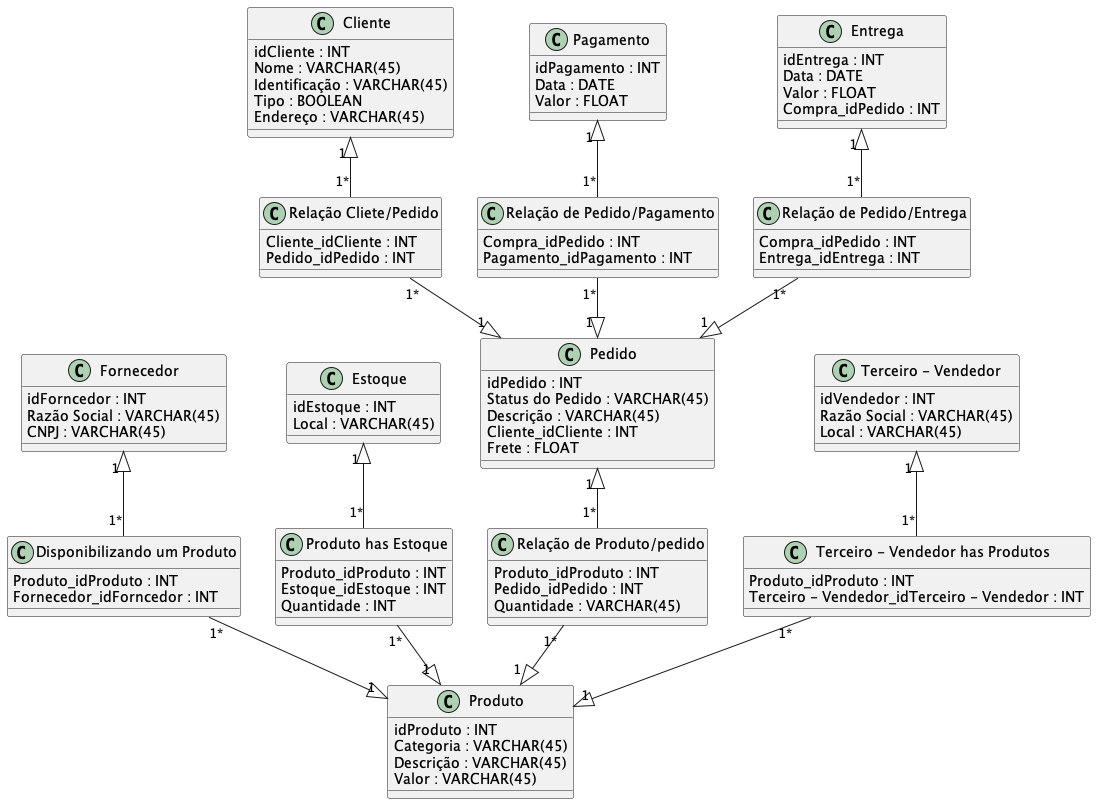 C Cliente
idCliente : INT
Nome : VARCHAR(45)
Identificação : VARCHAR(45)
Tipo : BOOLEAN
Endereço : VARCHAR(45)
C Pagamento
idPagamento : INT
Data : DATE
Valor : FLOAT
C Entrega
idEntrega : INT
Data : DATE
Valor : FLOAT
Compra_idPedido : INT
1
1
1
1*
1*
1*
C Relação Cliete/Pedido
Cliente_idCliente : INT
Pedido_idPedido : INT
C Relação de Pedido/Pagamento
Compra_idPedido : INT
Pagamento_idPagamento : INT
C Relação de Pedido/Entrega
Compra_idPedido : INT
Entrega_idEntrega : INT
1*
1*
1*
1
1
1
C Fornecedor
idForncedor : INT
Razão Social : VARCHAR(45)
CNPJ : VARCHAR(45)
C Estoque
idEstoque : INT
Local : VARCHAR(45)
C Pedido
idPedido : INT
Status do Pedido : VARCHAR(45)
Descrição : VARCHAR(45)
Cliente_idCliente : INT
Frete : FLOAT
C Terceiro – Vendedor
idVendedor : INT
Razão Social : VARCHAR(45)
Local : VARCHAR(45)
1
1
1
1
1*
1*
1*
1*
C Disponibilizando um Produto
Produto_idProduto : INT
Fornecedor_idForncedor : INT
C Produto has Estoque
Produto_idProduto : INT
Estoque_idEstoque : INT
Quantidade : INT
C Relação de Produto/pedido
Produto_idProduto : INT
Pedido_idPedido : INT
Quantidade : VARCHAR(45)
C Terceiro – Vendedor has Produtos
Produto_idProduto : INT
Terceiro – Vendedor_idTerceiro – Vendedor : INT
1*
1*
1*
1*
1
1
1
1
C Produto
idProduto : INT
Categoria : VARCHAR(45)
Descrição : VARCHAR(45)
Valor : VARCHAR(45)